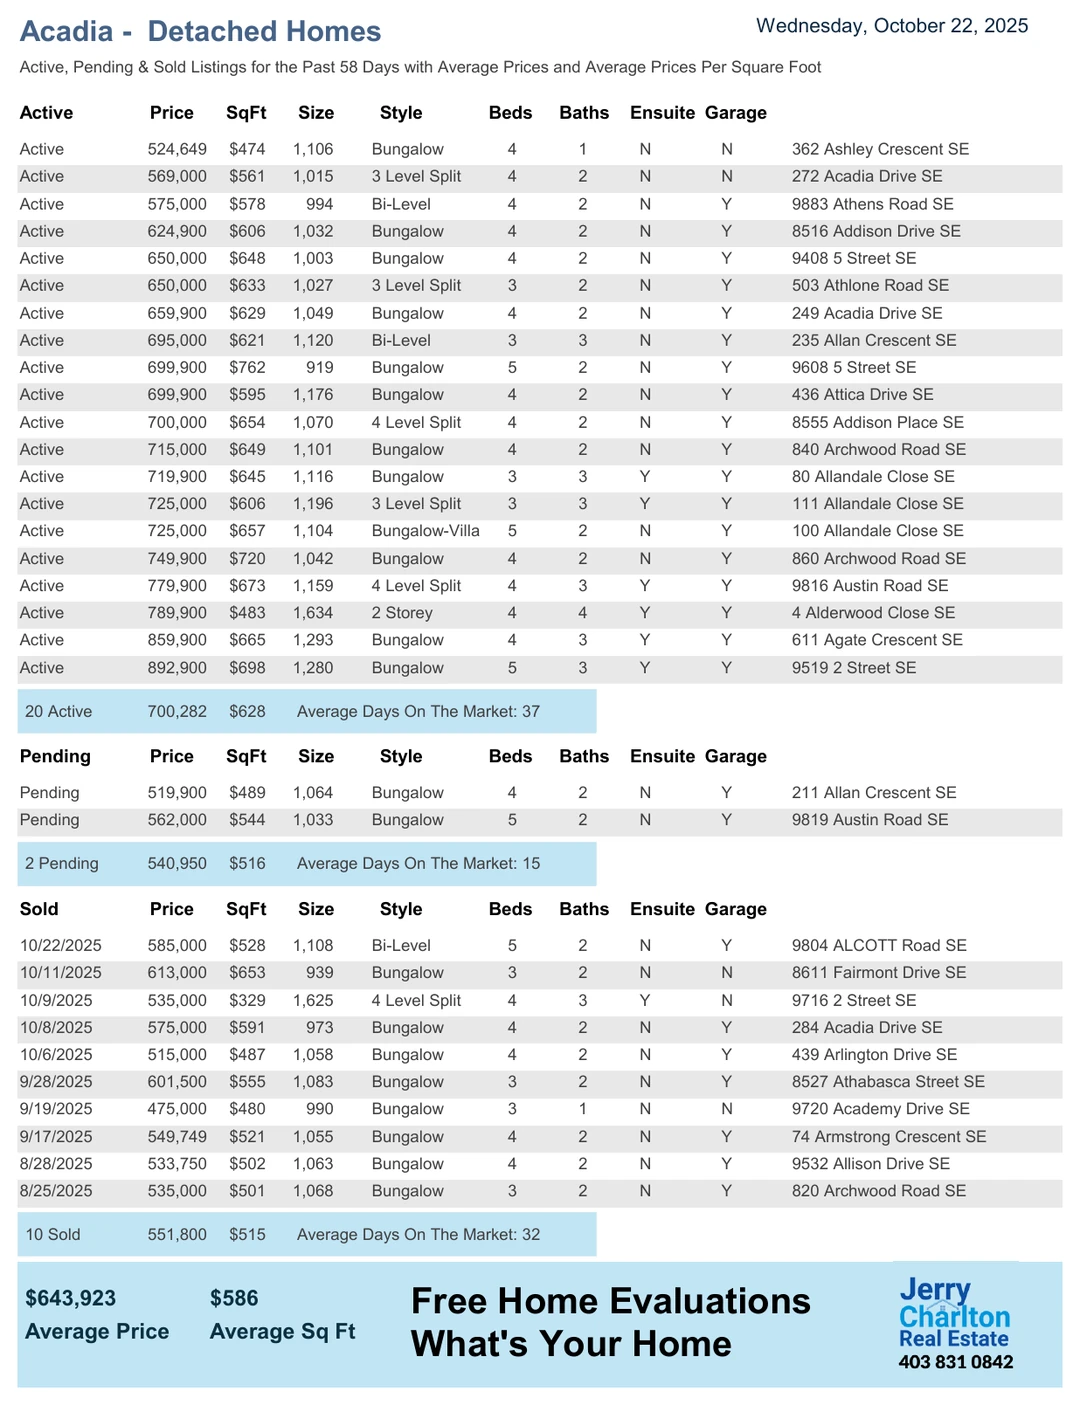 Acadia - Detached Homes
Wednesday, October 22, 2025
Active, Pending & Sold Listings for the Past 58 Days with Average Prices and Average Prices Per Square Foot
Active Price SqFt Size Style Beds Baths Ensuite Garage
Active 524,649 $474 1,106 Bungalow 4 1 N N 362 Ashley Crescent SE
Active 569,000 $561 1,015 3 Level Split 4 2 N N 272 Acadia Drive SE
Active 575,000 $578 994 Bi-Level 4 2 N Y 9883 Athens Road SE
Active 624,900 $606 1,032 Bungalow 4 2 N Y 8516 Addison Drive SE
Active 650,000 $648 1,003 Bungalow 4 2 N Y 9408 5 Street SE
Active 650,000 $633 1,027 3 Level Split 3 2 N Y 503 Athlone Road SE
Active 659,900 $629 1,049 Bungalow 4 2 N Y 249 Acadia Drive SE
Active 695,000 $621 1,120 Bi-Level 3 3 N Y 235 Allan Crescent SE
Active 699,900 $762 919 Bungalow 5 2 N Y 9608 5 Street SE
Active 699,900 $595 1,176 Bungalow 4 2 N Y 436 Attica Drive SE
Active 700,000 $654 1,070 4 Level Split 4 2 N Y 8555 Addison Place SE
Active 715,000 $649 1,101 Bungalow 4 2 N Y 840 Archwood Road SE
Active 719,900 $645 1,116 Bungalow 3 3 Y Y 80 Allandale Close SE
Active 725,000 $606 1,196 3 Level Split 3 3 Y Y 111 Allandale Close SE
Active 725,000 $657 1,104 Bungalow-Villa 5 2 N Y 100 Allandale Close SE
Active 749,900 $720 1,042 Bungalow 4 2 N Y 860 Archwood Road SE
Active 779,900 $673 1,159 4 Level Split 4 3 Y Y 9816 Austin Road SE
Active 789,900 $483 1,634 2 Storey 4 4 Y Y 4 Alderwood Close SE
Active 859,900 $665 1,293 Bungalow 4 3 Y Y 611 Agate Crescent SE
Active 892,900 $698 1,280 Bungalow 5 3 Y Y 9519 2 Street SE
20 Active 700,282 $628 Average Days On The Market: 37
Pending Price SqFt Size Style Beds Baths Ensuite Garage
Pending 519,900 $489 1,064 Bungalow 4 2 N Y 211 Allan Crescent SE
Pending 562,000 $544 1,033 Bungalow 5 2 N Y 9819 Austin Road SE
2 Pending 540,950 $516 Average Days On The Market: 15
Sold Price SqFt Size Style Beds Baths Ensuite Garage
10/22/2025 585,000 $528 1,108 Bi-Level 5 2 N Y 9804 ALCOTT Road SE
10/11/2025 613,000 $653 939 Bungalow 3 2 N N 8611 Fairmont Drive SE
10/9/2025 535,000 $329 1,625 4 Level Split 4 3 Y N 9716 2 Street SE
10/8/2025 575,000 $591 973 Bungalow 4 2 N Y 284 Acadia Drive SE
10/6/2025 515,000 $487 1,058 Bungalow 4 2 N Y 439 Arlington Drive SE
9/28/2025 601,500 $555 1,083 Bungalow 3 2 N Y 8527 Athabasca Street SE
9/19/2025 475,000 $480 990 Bungalow 3 1 N N 9720 Academy Drive SE
9/17/2025 549,749 $521 1,055 Bungalow 4 2 N Y 74 Armstrong Crescent SE
8/28/2025 533,750 $502 1,063 Bungalow 4 2 N Y 9532 Allison Drive SE
8/25/2025 535,000 $501 1,068 Bungalow 3 2 N Y 820 Archwood Road SE
10 Sold 551,800 $515 Average Days On The Market: 32
$643,923 $586
Average Price Average Sq Ft
Free Home Evaluations
What's Your Home
Jerry
Charlton
Real Estate
403 831 0842